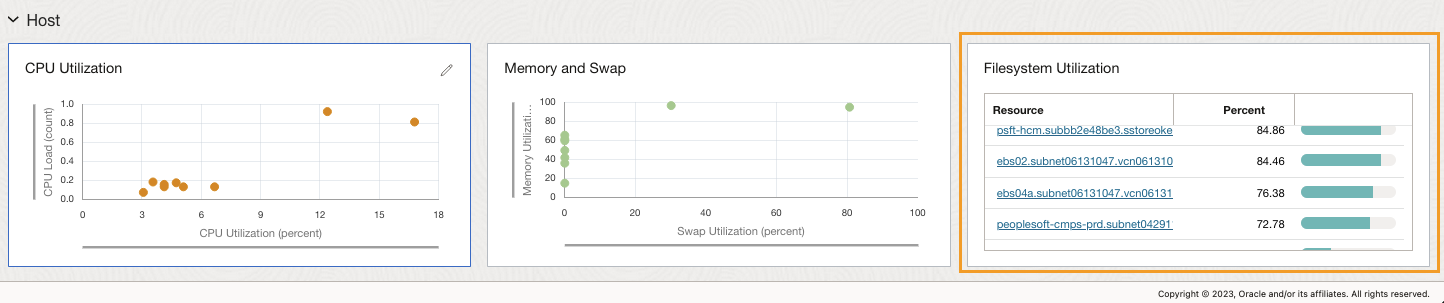 Host
CPU Utilization
CPU Load (count)
1.0
0.8
0.6
0.4
0.2
0.0
0 3 6 9 12 15 18
CPU Utilization (percent)
Memory and Swap
Memory Utilizati...
100
80
60
40
20
0
0 20 40 60 80 100
Swap Utilization (percent)
Filesystem Utilization
Resource Percent
psft-hcm.subbb2e48be3.sstoreoke 84.86
ebs02.subnet06131047.vcn061310 84.46
ebs04a.subnet06131047.vcn06131 76.38
peoplesoft-cmps-prd.subnet04291 72.78
Copyright © 2023, Oracle and/or its affiliates. All rights reserved.